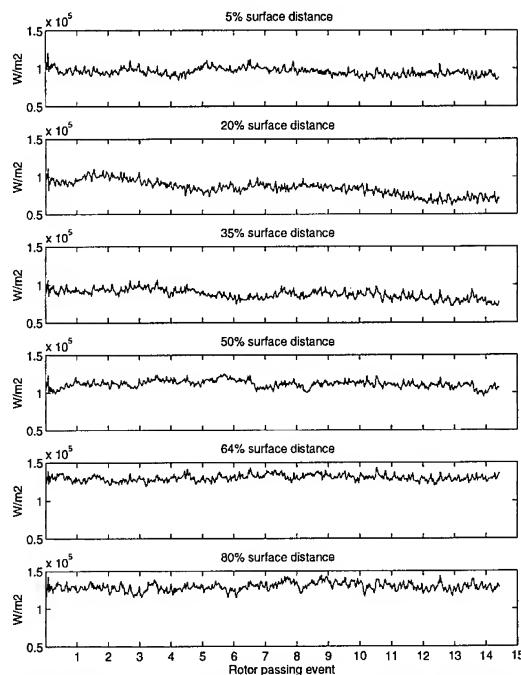 5% surface distance
x 10^5
1.5
1
0.5
W/m2
20% surface distance
x 10^5
1.5
1
0.5
W/m2
35% surface distance
x 10^5
1.5
1
0.5
W/m2
50% surface distance
x 10^5
1.5
1
0.5
W/m2
64% surface distance
x 10^5
1.5
1
0.5
W/m2
80% surface distance
x 10^5
1.5
1
0.5
W/m2
1 2 3 4 5 6 7 8 9 10 11 12 13 14 15
Rotor passing event